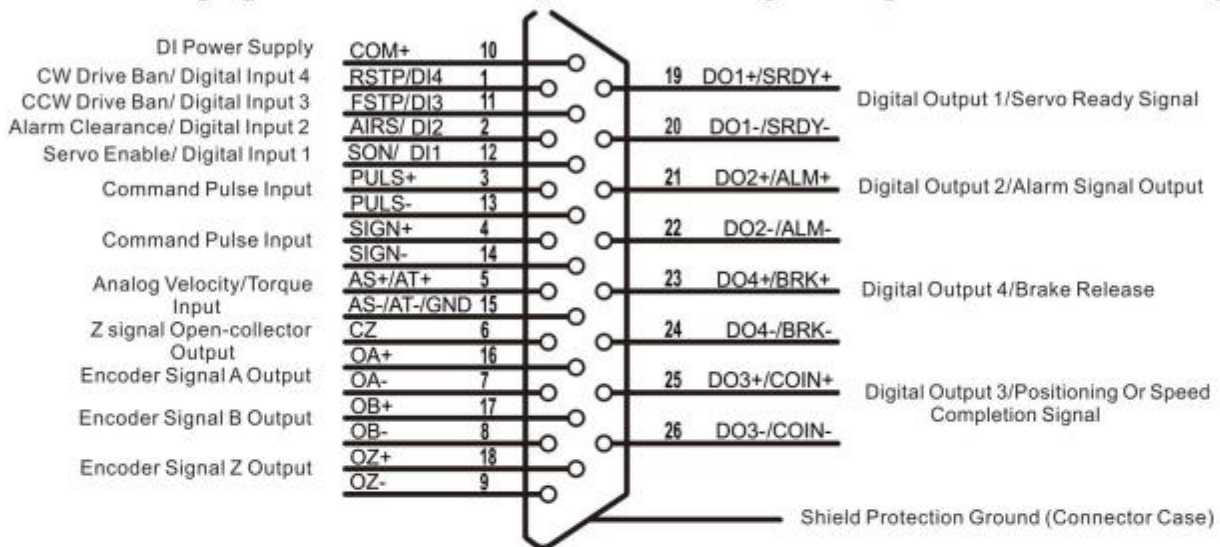 DI Power Supply COM+ 10
CW Drive Ban/ Digital Input 4 RSTP/DI4 1
CCW Drive Ban/ Digital Input 3 FSTP/DI3 11
Alarm Clearance/ Digital Input 2 AIRS/ DI2 2
Servo Enable/ Digital Input 1 SON/ DI1 12
Command Pulse Input PULS+ 3
PULS- 13
Command Pulse Input SIGN+ 4
SIGN- 14
Analog Velocity/Torque
Input
AS+/AT+ 5
AS-/AT-/GND 15
Z signal Open-collector
Output
CZ 6
OA+ 16
Encoder Signal A Output
OA- 7
Encoder Signal B Output
OB+ 17
OB- 8
Encoder Signal Z Output
OZ+ 18
OZ- 9
19 DO1+/SRDY+
Digital Output 1/Servo Ready Signal
20 DO1-/SRDY-
21 DO2+/ALM+
Digital Output 2/Alarm Signal Output
22 DO2-/ALM-
23 DO4+/BRK+
Digital Output 4/Brake Release
24 DO4-/BRK-
25 DO3+/COIN+
Digital Output 3/Positioning Or Speed
Completion Signal
26 DO3-/COIN-
Shield Protection Ground (Connector Case)